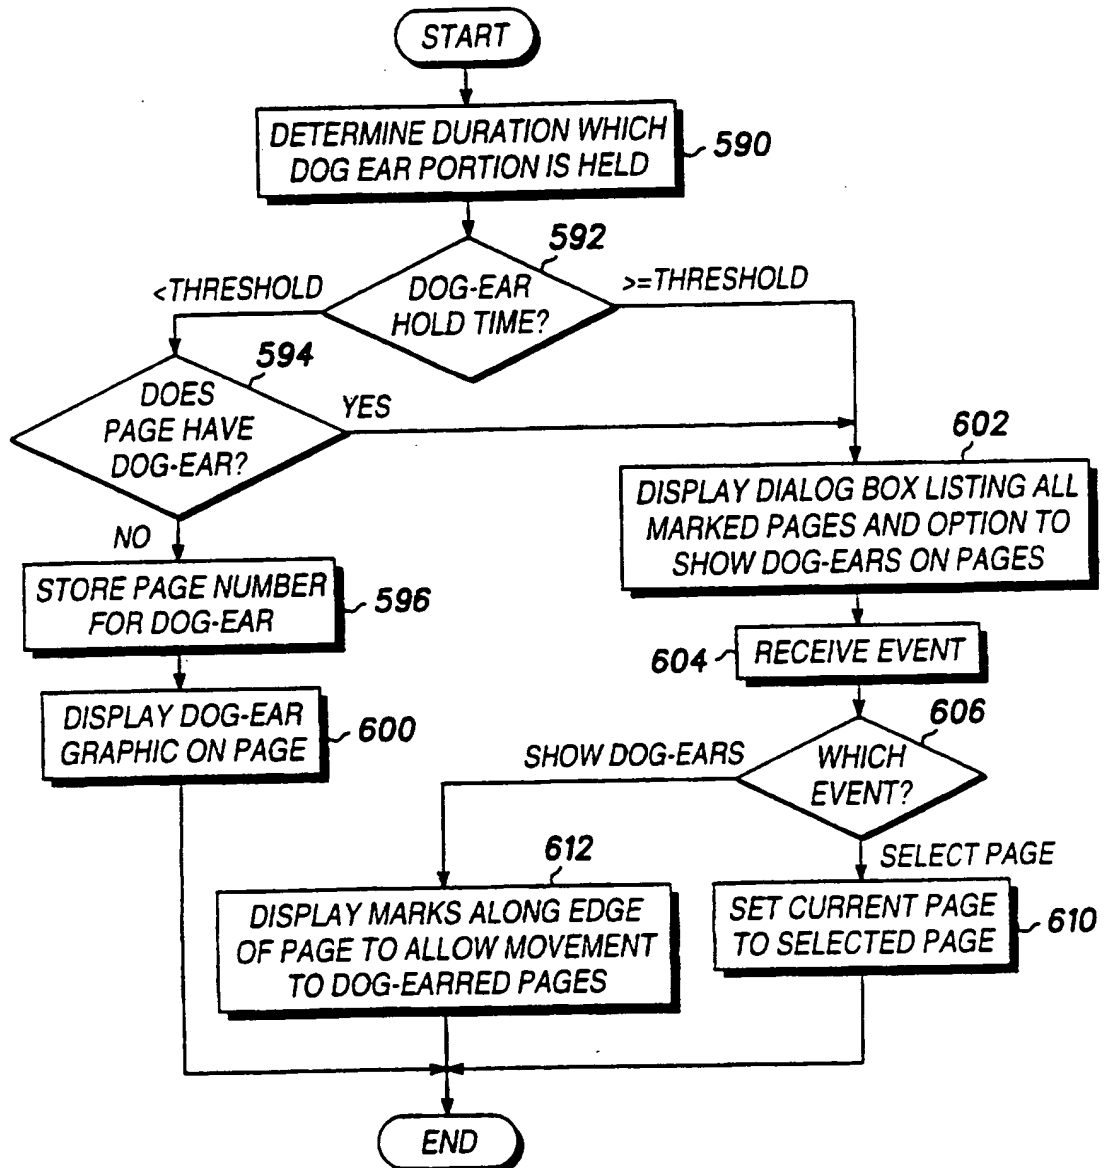 START
DETERMINE DURATION WHICH
DOG EAR PORTION IS HELD
590
592
<THRESHOLD
DOG-EAR
HOLD TIME?
>=THRESHOLD
594
DOES
PAGE HAVE
DOG-EAR?
YES
NO
602
DISPLAY DIALOG BOX LISTING ALL
MARKED PAGES AND OPTION TO
SHOW DOG-EARS ON PAGES
STORE PAGE NUMBER
FOR DOG-EAR
596
604
RECEIVE EVENT
DISPLAY DOG-EAR
GRAPHIC ON PAGE
600
606
SHOW DOG-EARS
WHICH
EVENT?
SELECT PAGE
612
DISPLAY MARKS ALONG EDGE
OF PAGE TO ALLOW MOVEMENT
TO DOG-EARRED PAGES
SET CURRENT PAGE
TO SELECTED PAGE
610
END